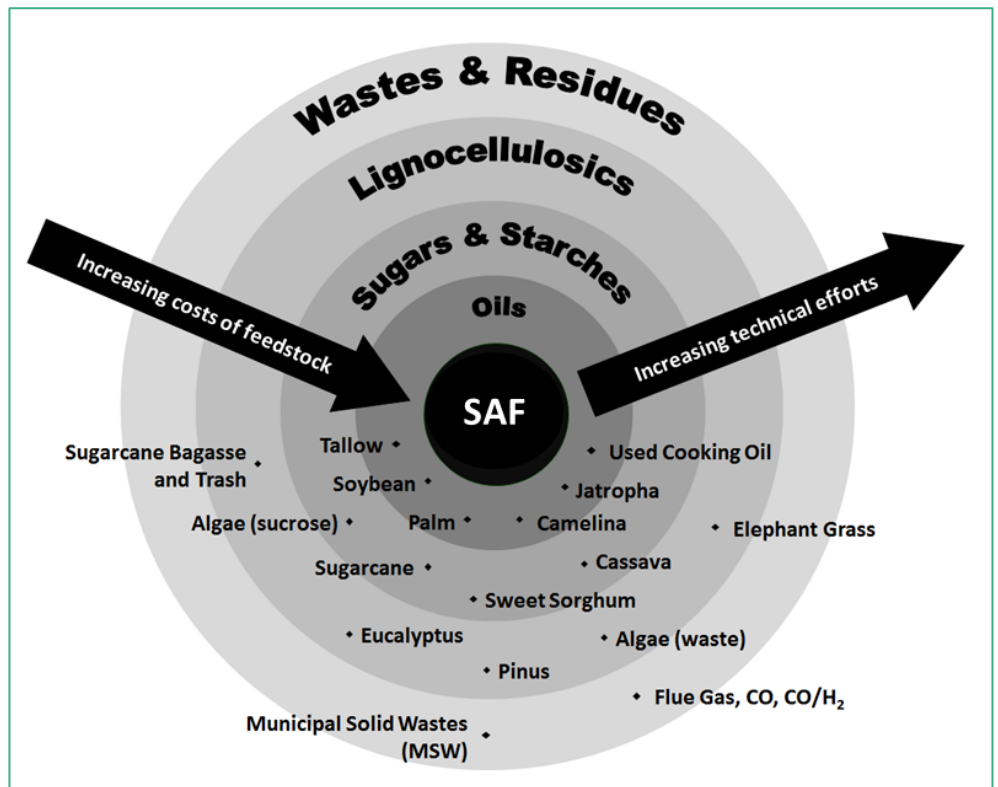 Wastes & Residues
Lignocellulosics
Sugars & Starches
Oils
Increasing costs of feedstock
Increasing technical efforts
SAF
Tallow
Used Cooking Oil
Sugarcane Bagasse
and Trash
Soybean
Jatropha
Algae (sucrose)
Palm
Camelina
Elephant Grass
Sugarcane
Cassava
Sweet Sorghum
Eucalyptus
Algae (waste)
Pinus
Flue Gas, CO, CO/H₂
Municipal Solid Wastes
(MSW)